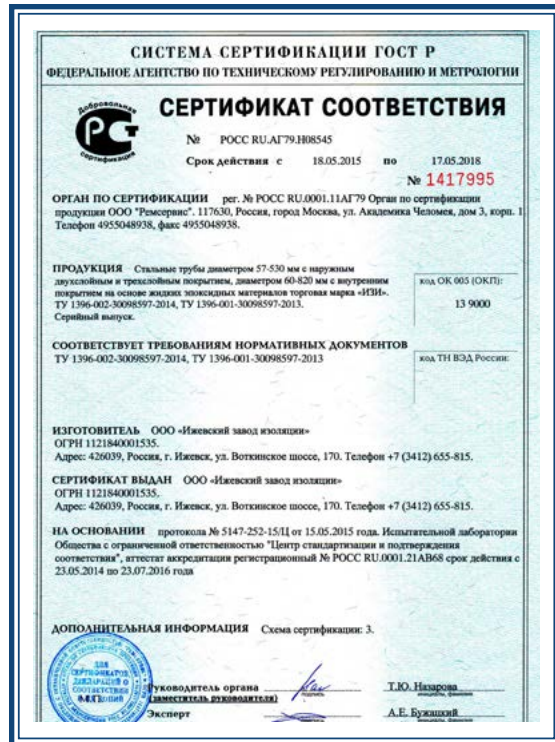 СИСТЕМА СЕРТИФИКАЦИИ ГОСТ Р
ФЕДЕРАЛЬНОЕ АГЕНТСТВО ПО ТЕХНИЧЕСКОМУ РЕГУЛИРОВАНИЮ И МЕТРОЛОГИИ
Добровольная
РСТ
сертификация
СЕРТИФИКАТ СООТВЕТСТВИЯ
№ РОСС RU.АГ79.Н08545
Срок действия с 18.05.2015 по 17.05.2018
№ 1417995
ОРГАН ПО СЕРТИФИКАЦИИ рег. № РОСС RU.0001.11АГ79 Орган по сертификации
продукции ООО "Ремсервис". 117630, Россия, город Москва, ул. Академика Челомея, дом 3, корп. 1
Телефон 4955048938, факс 4955048938.
ПРОДУКЦИЯ Стальные трубы диаметром 57-530 мм с наружным
двухслойным и трехслойным покрытием, диаметром 60-820 мм с внутренним
покрытием на основе жидких эпоксидных материалов торговая марка «ИЗИ».
ТУ 1396-002-30098597-2014, ТУ 1396-001-30098597-2013.
Серийный выпуск.
код ОК 005 (ОКП):
13 9000
СООТВЕТСТВУЕТ ТРЕБОВАНИЯМ НОРМАТИВНЫХ ДОКУМЕНТОВ
ТУ 1396-002-30098597-2014, ТУ 1396-001-30098597-2013
код ТН ВЭД России:
ИЗГОТОВИТЕЛЬ ООО «Ижевский завод изоляции»
ОГРН 1121840001535.
Адрес: 426039, Россия, г. Ижевск, ул. Воткинское шоссе, 170. Телефон +7 (3412) 655-815.
СЕРТИФИКАТ ВЫДАН ООО «Ижевский завод изоляции»
ОГРН 1121840001535.
Адрес: 426039, Россия, г. Ижевск, ул. Воткинское шоссе, 170. Телефон +7 (3412) 655-815.
НА ОСНОВАНИИ протокола № 5147-252-15/Ц от 15.05.2015 года. Испытательной лаборатории
Общества с ограниченной ответственностью "Центр стандартизации и подтверждения
соответствия", аттестат аккредитации регистрационный № РОСС RU.0001.21АВ68 срок действия с
23.05.2014 по 23.07.2016 года
ДОПОЛНИТЕЛЬНАЯ ИНФОРМАЦИЯ Схема сертификации: 3.
ДЛЯ
СЕРТИФИКАТОВ
ДЕКЛАРАЦИЙ О
СООТВЕТСТВИИ
Руководитель органа
(заместитель руководителя)
подпись
Т.Ю. Назарова
инициалы, фамилия
Эксперт
А.Е. Бужацкий